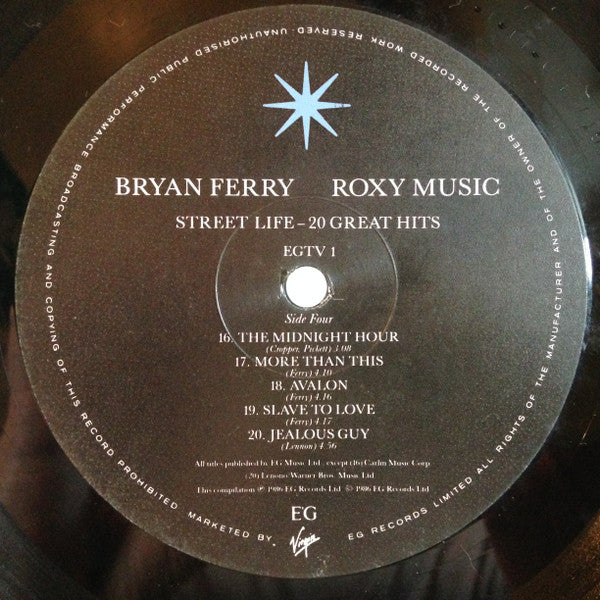 BRYAN FERRY ROXY MUSIC
STREET LIFE – 20 GREAT HITS
EGTV 1
Side Four
16. THE MIDNIGHT HOUR
(Cropper, Pickett) 3.08
17. MORE THAN THIS
(Ferry) 4.10
18. AVALON
(Ferry) 4.16
19. SLAVE TO LOVE
(Ferry) 4.17
20. JEALOUS GUY
(Lennon) 4.56
All titles published by EG Music Ltd, except (16) Carlin Music Corp
(20) Lenono/Warner Bros. Music Ltd
This compilation ℗ 1986 EG Records Ltd © 1986 EG Records Ltd
EG
Virgin
EG RECORDS LIMITED ALL RIGHTS OF THE MANUFACTURER AND OF THE OWNER OF THE RECORDED WORK RESERVED. UNAUTHORISED PUBLIC PERFORMANCE BROADCASTING AND COPYING OF THIS RECORD PROHIBITED. MARKETED BY